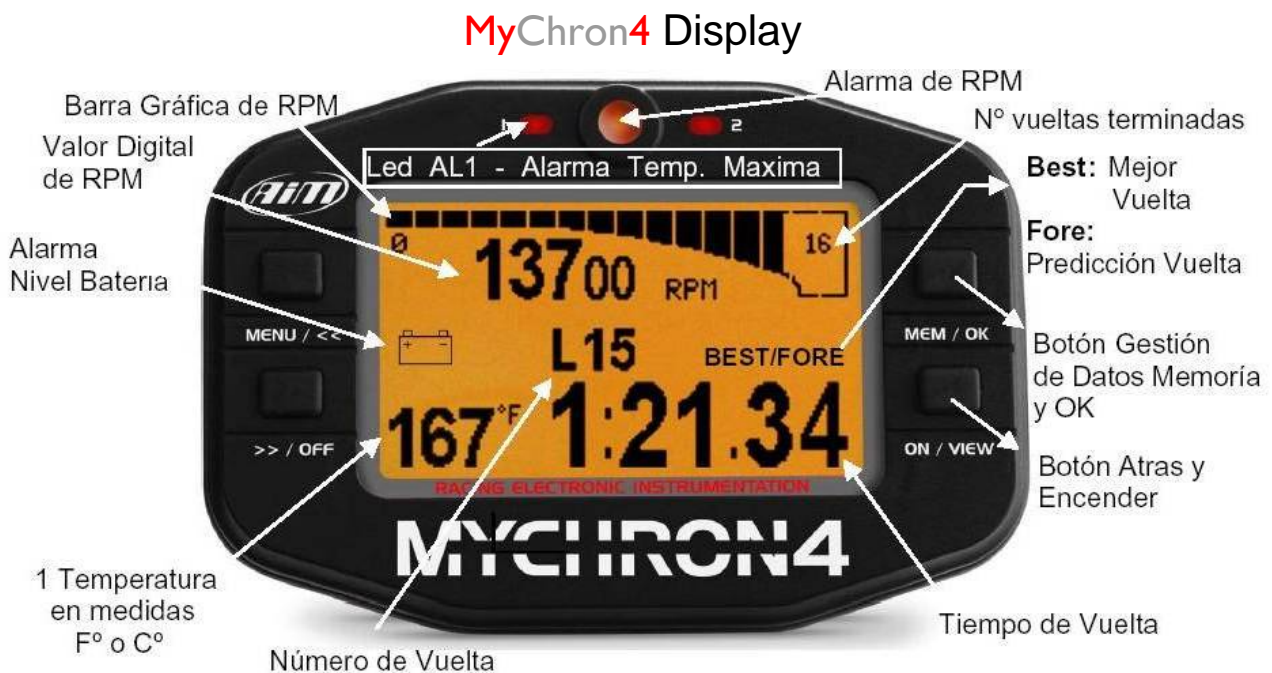 MyChron4 Display
Barra Gráfica de RPM
Valor Digital
de RPM
Alarma
Nivel Bateria
Alarma de RPM
Nº vueltas terminadas
Best: Mejor
Vuelta
Fore:
Predicción Vuelta
1
2
Led AL1 - Alarma Temp. Maxima
AiM
0
16
13700 RPM
MENU / <<
MEM / OK
L15
BEST/FORE
167°F
1:21.34
>> / OFF
ON / VIEW
RACING ELECTRONIC INSTRUMENTATION
MYCHRON4
Botón Gestión
de Datos Memoría
y OK
Botón Atras y
Encender
1 Temperatura
en medidas
Fº o Cº
Número de Vuelta
Tiempo de Vuelta